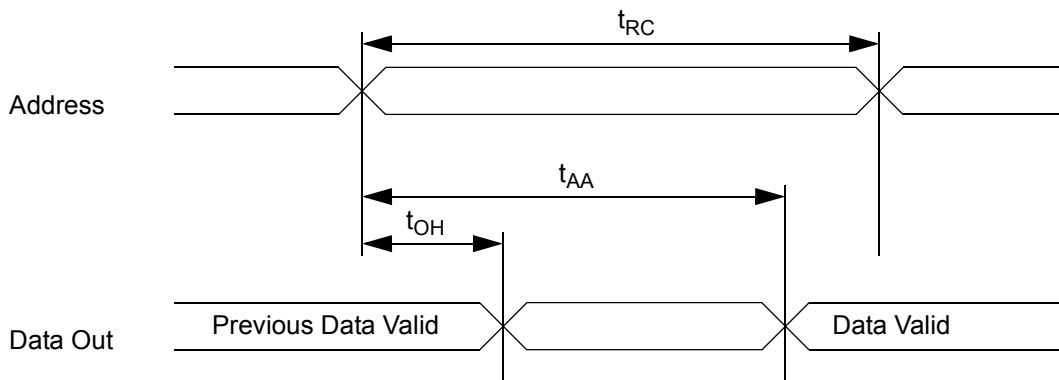 tRC
Address
tAA
tOH
Data Out
Previous Data Valid
Data Valid